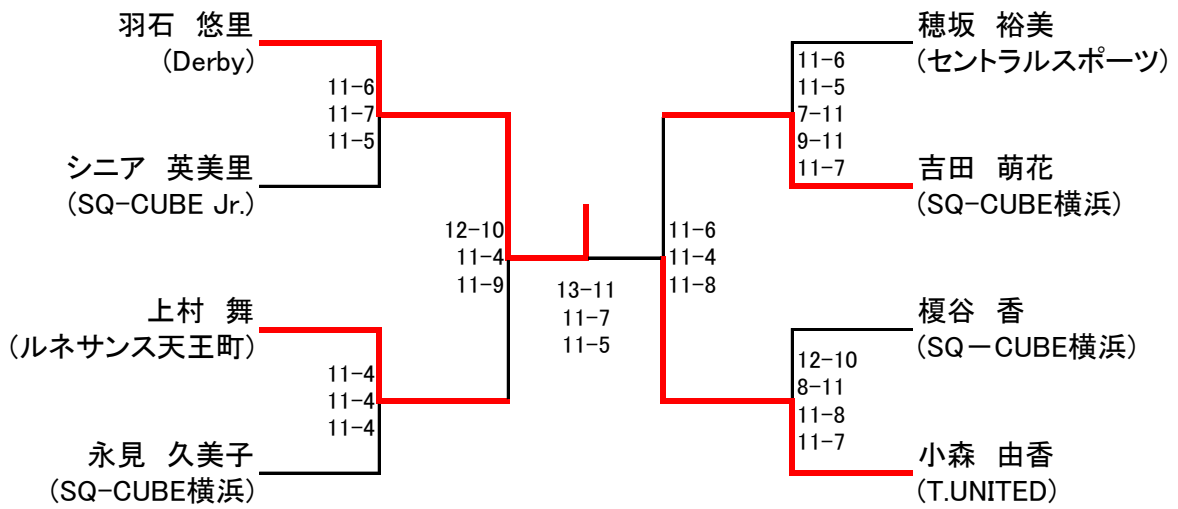 羽石　悠里
(Derby)
11-6
11-7
11-5
シニア　英美里
(SQ-CUBE Jr.)
12-10
11-4
11-9
上村　舞
(ルネサンス天王町)
11-4
11-4
11-4
永見　久美子
(SQ-CUBE横浜)
13-11
11-7
11-5
穂坂　裕美
(セントラルスポーツ)
11-6
11-5
7-11
9-11
11-7
吉田　萌花
(SQ-CUBE横浜)
11-6
11-4
11-8
榎谷　香
(SQーCUBE横浜)
12-10
8-11
11-8
11-7
小森　由香
(T.UNITED)